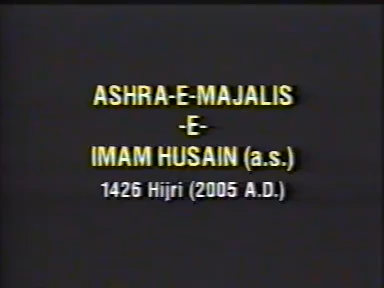 ASHRA-E-MAJALIS
-E-
IMAM HUSAIN (a.s.)
1426 Hijri (2005 A.D.)